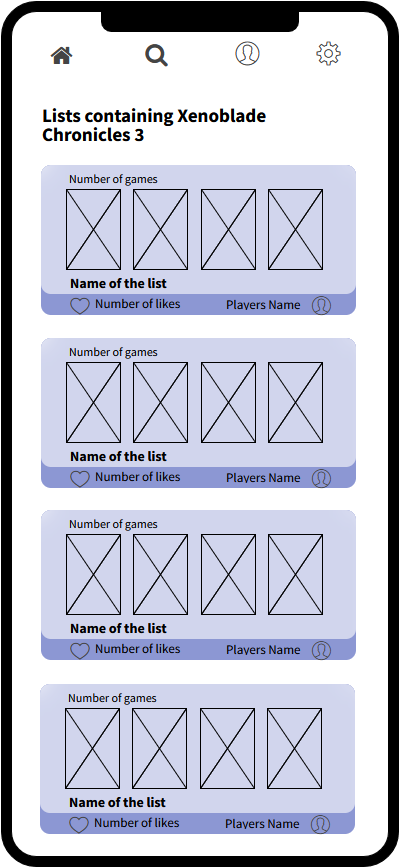 Lists containing Xenoblade
Chronicles 3
Number of games
Name of the list
Number of likes Players Name
Number of games
Name of the list
Number of likes Players Name
Number of games
Name of the list
Number of likes Players Name
Number of games
Name of the list
Number of likes Players Name